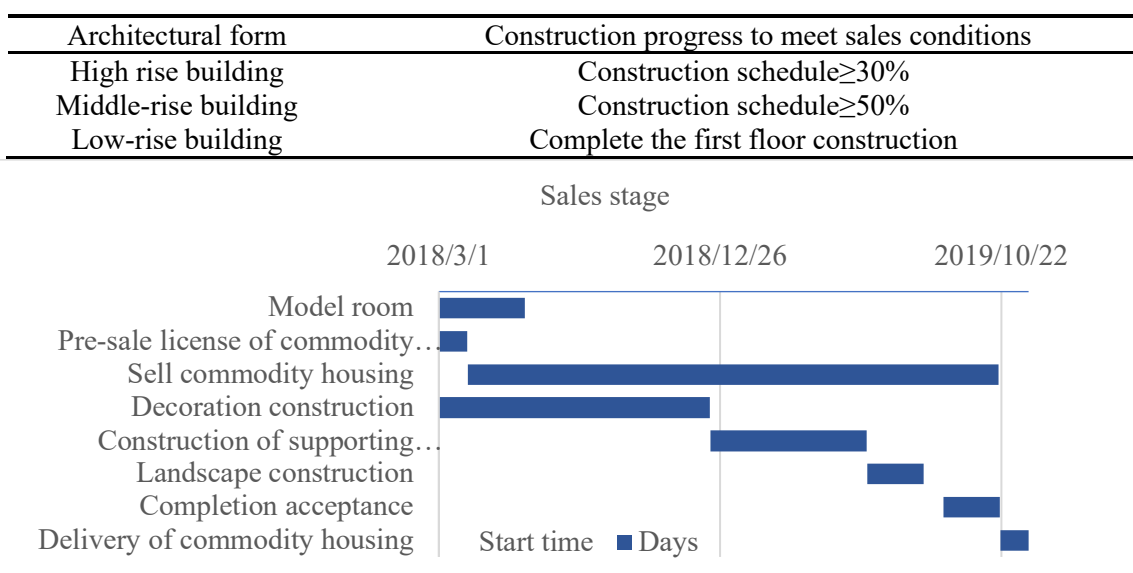 Architectural form Construction progress to meet sales conditions
High rise building Construction schedule≥30%
Middle-rise building Construction schedule≥50%
Low-rise building Complete the first floor construction
Sales stage
2018/3/1 2018/12/26 2019/10/22
Model room
Pre-sale license of commodity…
Sell commodity housing
Decoration construction
Construction of supporting…
Landscape construction
Completion acceptance
Delivery of commodity housing
Start time Days